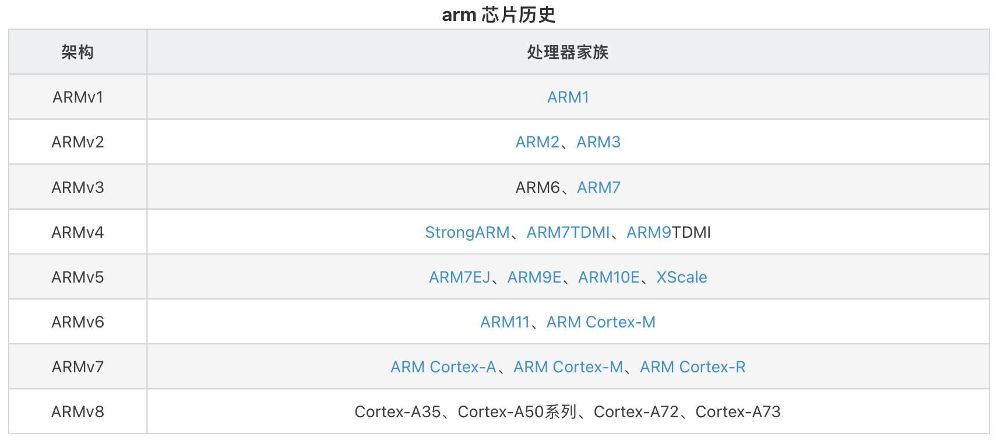 arm 芯片历史
架构 处理器家族
ARMv1 ARM1
ARMv2 ARM2、ARM3
ARMv3 ARM6、ARM7
ARMv4 StrongARM、ARM7TDMI、ARM9TDMI
ARMv5 ARM7EJ、ARM9E、ARM10E、XScale
ARMv6 ARM11、ARM Cortex-M
ARMv7 ARM Cortex-A、ARM Cortex-M、ARM Cortex-R
ARMv8 Cortex-A35、Cortex-A50系列、Cortex-A72、Cortex-A73